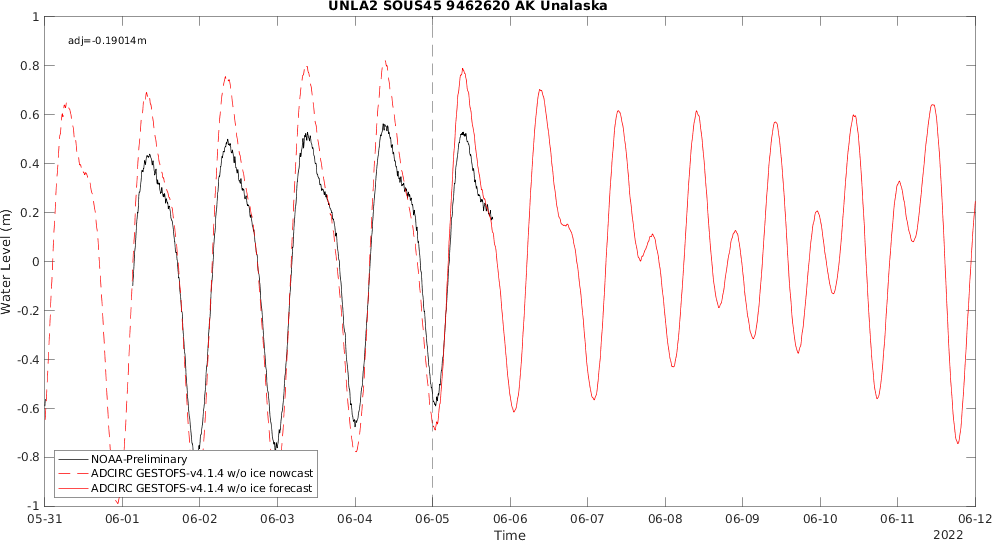 UNLA2 SOUS45 9462620 AK Unalaska
adj=-0.19014m
Water Level (m)
1
0.8
0.6
0.4
0.2
0
-0.2
-0.4
-0.6
-0.8
-1
NOAA-Preliminary
ADCIRC GESTOFS-v4.1.4 w/o ice nowcast
ADCIRC GESTOFS-v4.1.4 w/o ice forecast
05-31 06-01 06-02 06-03 06-04 06-05 06-06 06-07 06-08 06-09 06-10 06-11 06-12
Time
2022